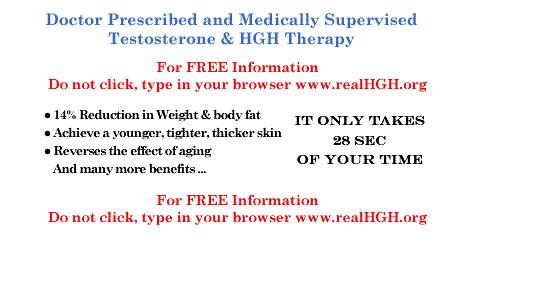 Doctor Prescribed and Medically Supervised
Testosterone & HGH Therapy
For FREE Information
Do not click, type in your browser www.realHGH.org
● 14% Reduction in Weight & body fat
● Achieve a younger, tighter, thicker skin
● Reverses the effect of aging
And many more benefits ...
IT ONLY TAKES
28 SEC
OF YOUR TIME
For FREE Information
Do not click, type in your browser www.realHGH.org